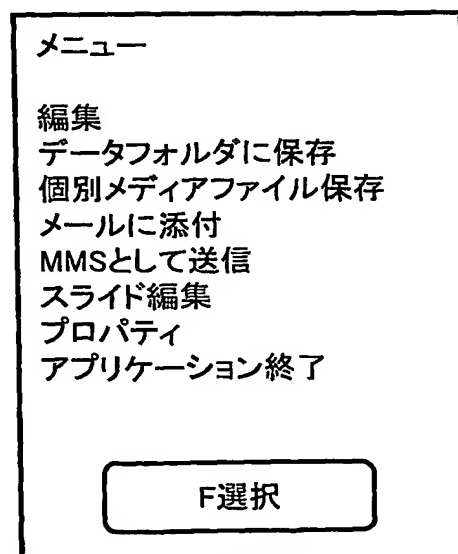 メニュー
編集
データフォルダに保存
個別メディアファイル保存
メールに添付
MMSとして送信
スライド編集
プロパティ
アプリケーション終了
F選択